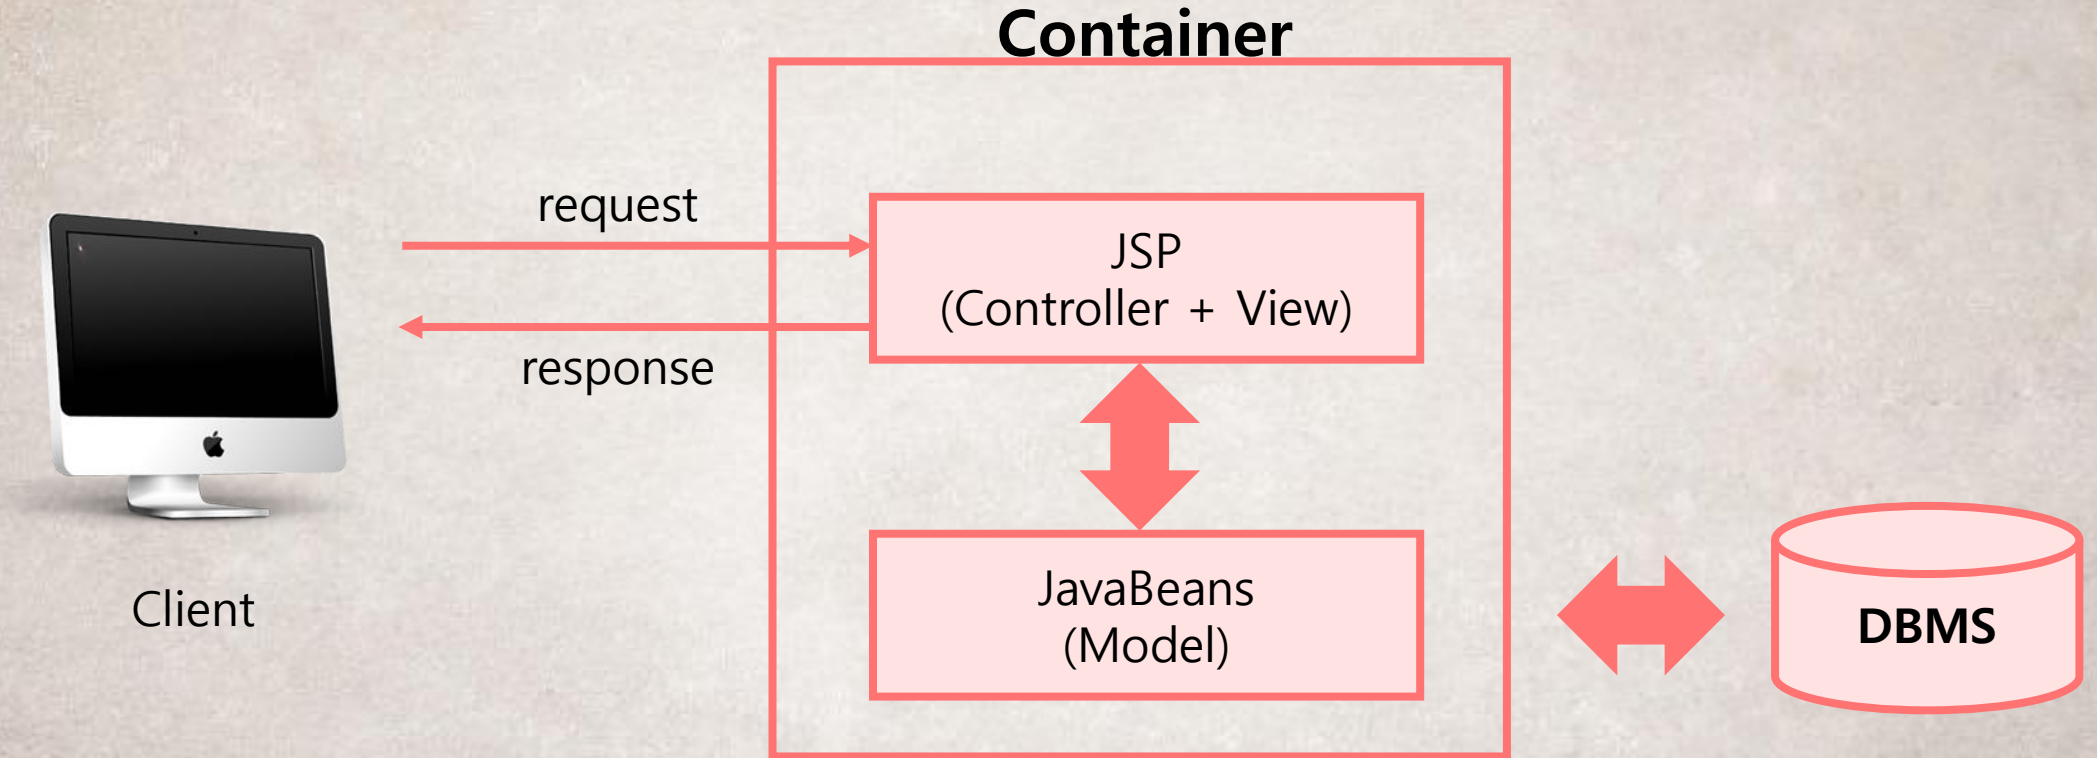 Container
request
JSP
(Controller + View)
response
JavaBeans
(Model)
Client
DBMS